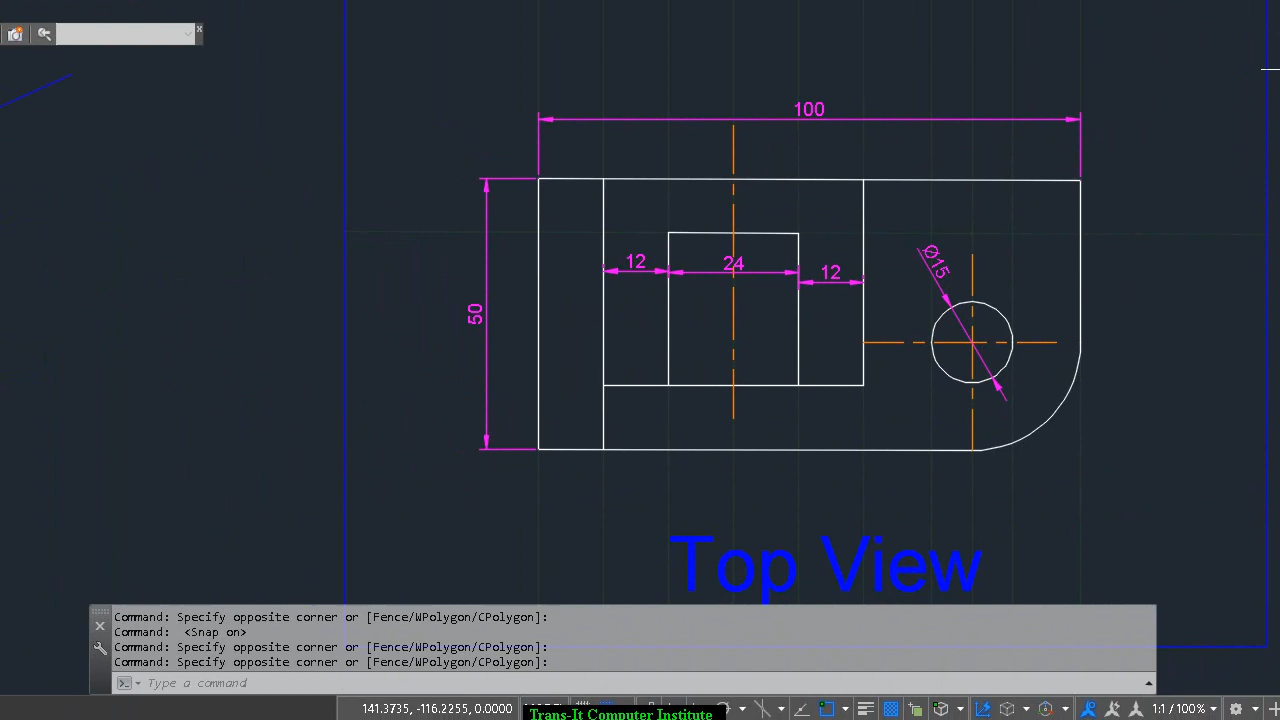 100
Ø15
12
24
12
50
Top View
Command: Specify opposite corner or [Fence/WPolygon/CPolygon]:
Command:  <Snap on>
Command: Specify opposite corner or [Fence/WPolygon/CPolygon]:
Command: Specify opposite corner or [Fence/WPolygon/CPolygon]:
Type a command
141.3735, -116.2255, 0.0000
1:1 / 100%
Trans-It Computer Institute